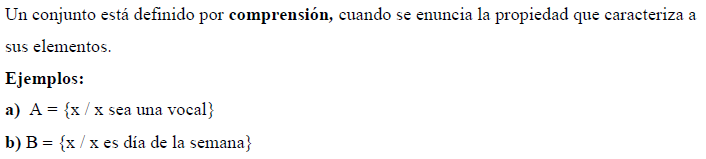 Un conjunto está definido por comprensión, cuando se enuncia la propiedad que caracteriza a
sus elementos.
Ejemplos:
a) A = {x / x sea una vocal}
b) B = {x / x es día de la semana}